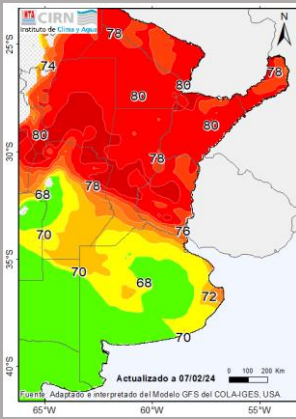 INTA CIRN
Instituto de Clima y Agua
N
25°S
78
74
78
80
80
80
80
30°S
78
78
68
76
70
35°S
70
68
72
70
40°S
Actualizado a 07/02/24
0 100 200 Km
Fuente: Adaptado e interpretado del Modelo GFS del COLA-IGES, USA.
65°W
60°W
55°W